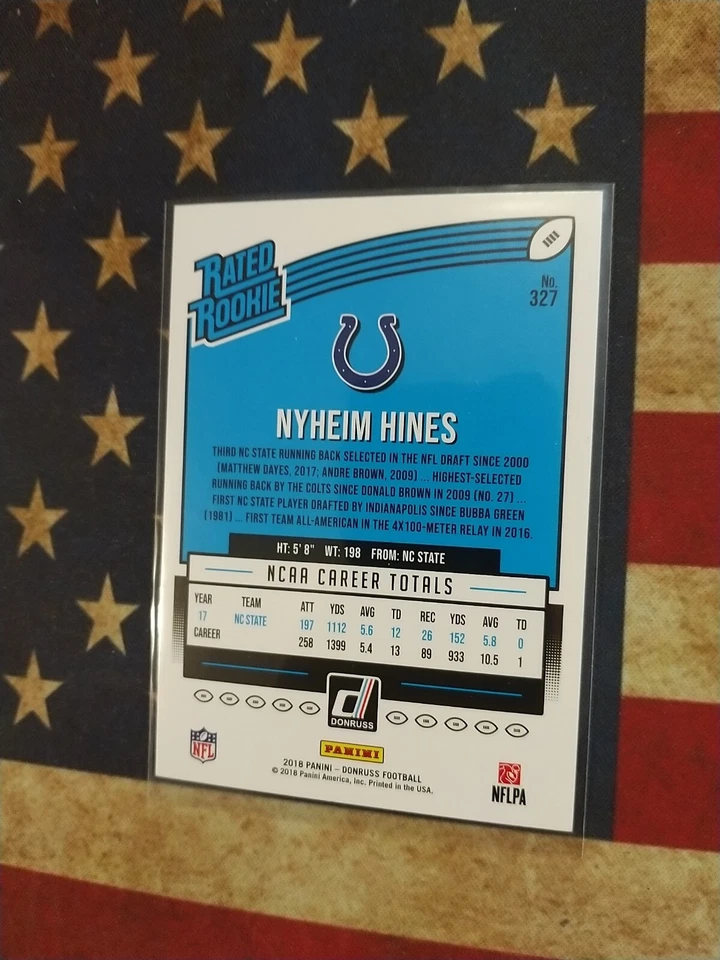 RATED
ROOKIE
No.
327
NYHEIM HINES
THIRD NC STATE RUNNING BACK SELECTED IN THE NFL DRAFT SINCE 2000
(MATTHEW DAYES, 2017; ANDRE BROWN, 2009) ... HIGHEST-SELECTED
RUNNING BACK BY THE COLTS SINCE DONALD BROWN IN 2009 (NO. 27) ...
FIRST NC STATE PLAYER DRAFTED BY INDIANAPOLIS SINCE BUBBA GREEN
(1981) ... FIRST TEAM ALL-AMERICAN IN THE 4X100-METER RELAY IN 2016.
HT: 5' 8" WT: 198 FROM: NC STATE
NCAA CAREER TOTALS
YEAR TEAM ATT YDS AVG TD REC YDS AVG TD
17 NC STATE 197 1112 5.6 12 26 152 5.8 0
CAREER 258 1399 5.4 13 89 933 10.5 1
d
DONRUSS
NFL
PANINI
2018 PANINI – DONRUSS FOOTBALL
© 2018 Panini America, Inc. Printed in the USA.
NFLPA